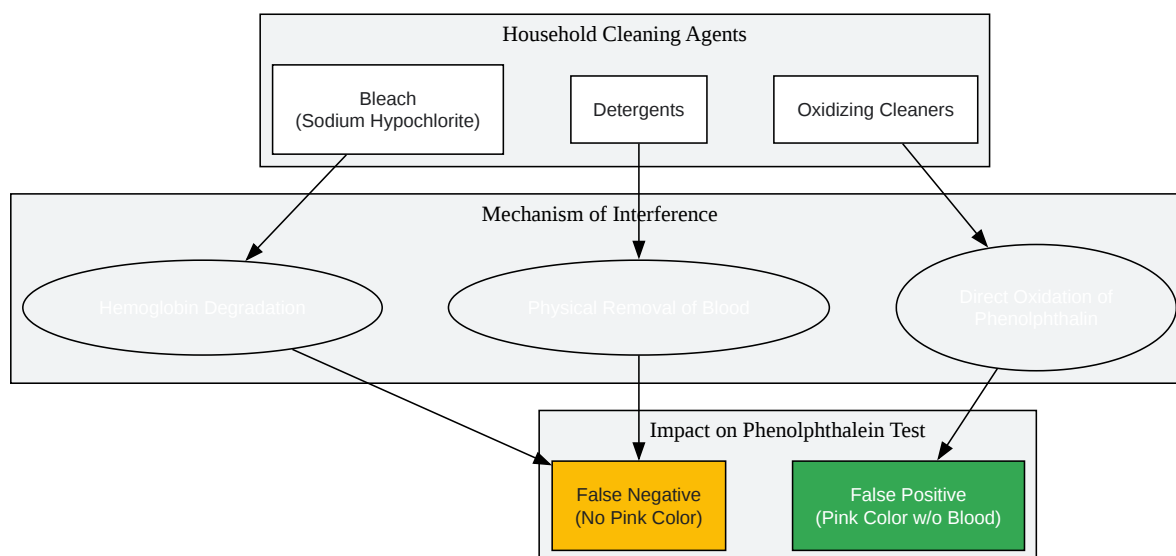 Household Cleaning Agents
Bleach
(Sodium Hypochlorite)
Detergents
Oxidizing Cleaners
Mechanism of Interference
Hemoglobin Degradation
Physical Removal of Blood
Direct Oxidation of
Phenolphthalin
Impact on Phenolphthalein Test
False Negative
(No Pink Color)
False Positive
(Pink Color w/o Blood)